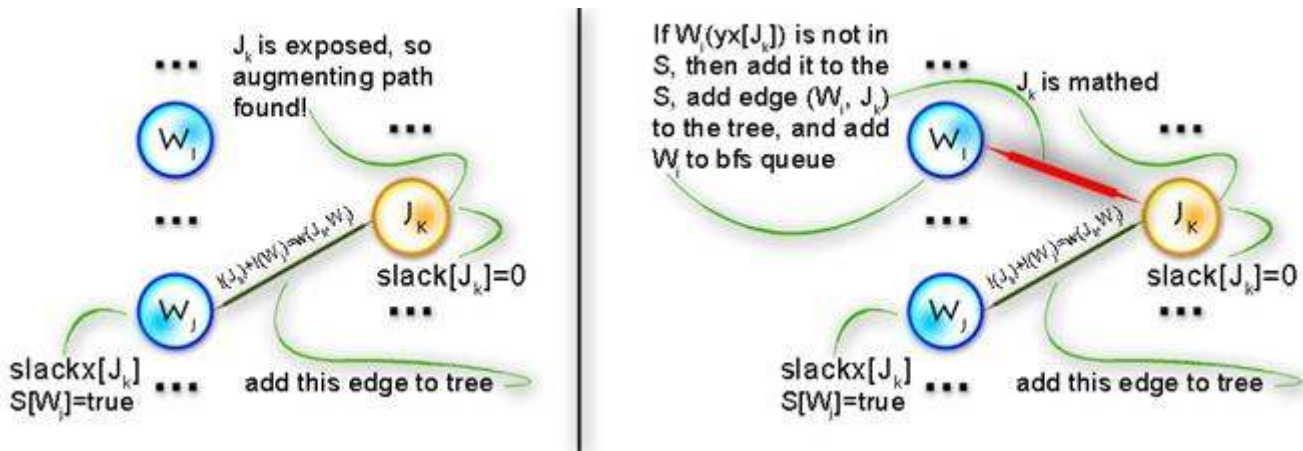 J_k is exposed, so
augmenting path
found!
...
...
W_i
...
J_k
l(J_k)+l(W_j)=w(J_k,W_j)
slack[J_k]=0
W_j
...
slackx[J_k]
S[W_j]=true
...
add this edge to tree
If W_i(yx[J_k]) is not in
S, then add it to the
S, add edge (W_i, J_k)
to the tree, and add
W_i to bfs queue
...
J_k is mathed
...
W_i
...
J_k
l(J_k)+l(W_j)=w(J_k,W_j)
slack[J_k]=0
W_j
...
slackx[J_k]
S[W_j]=true
...
add this edge to tree